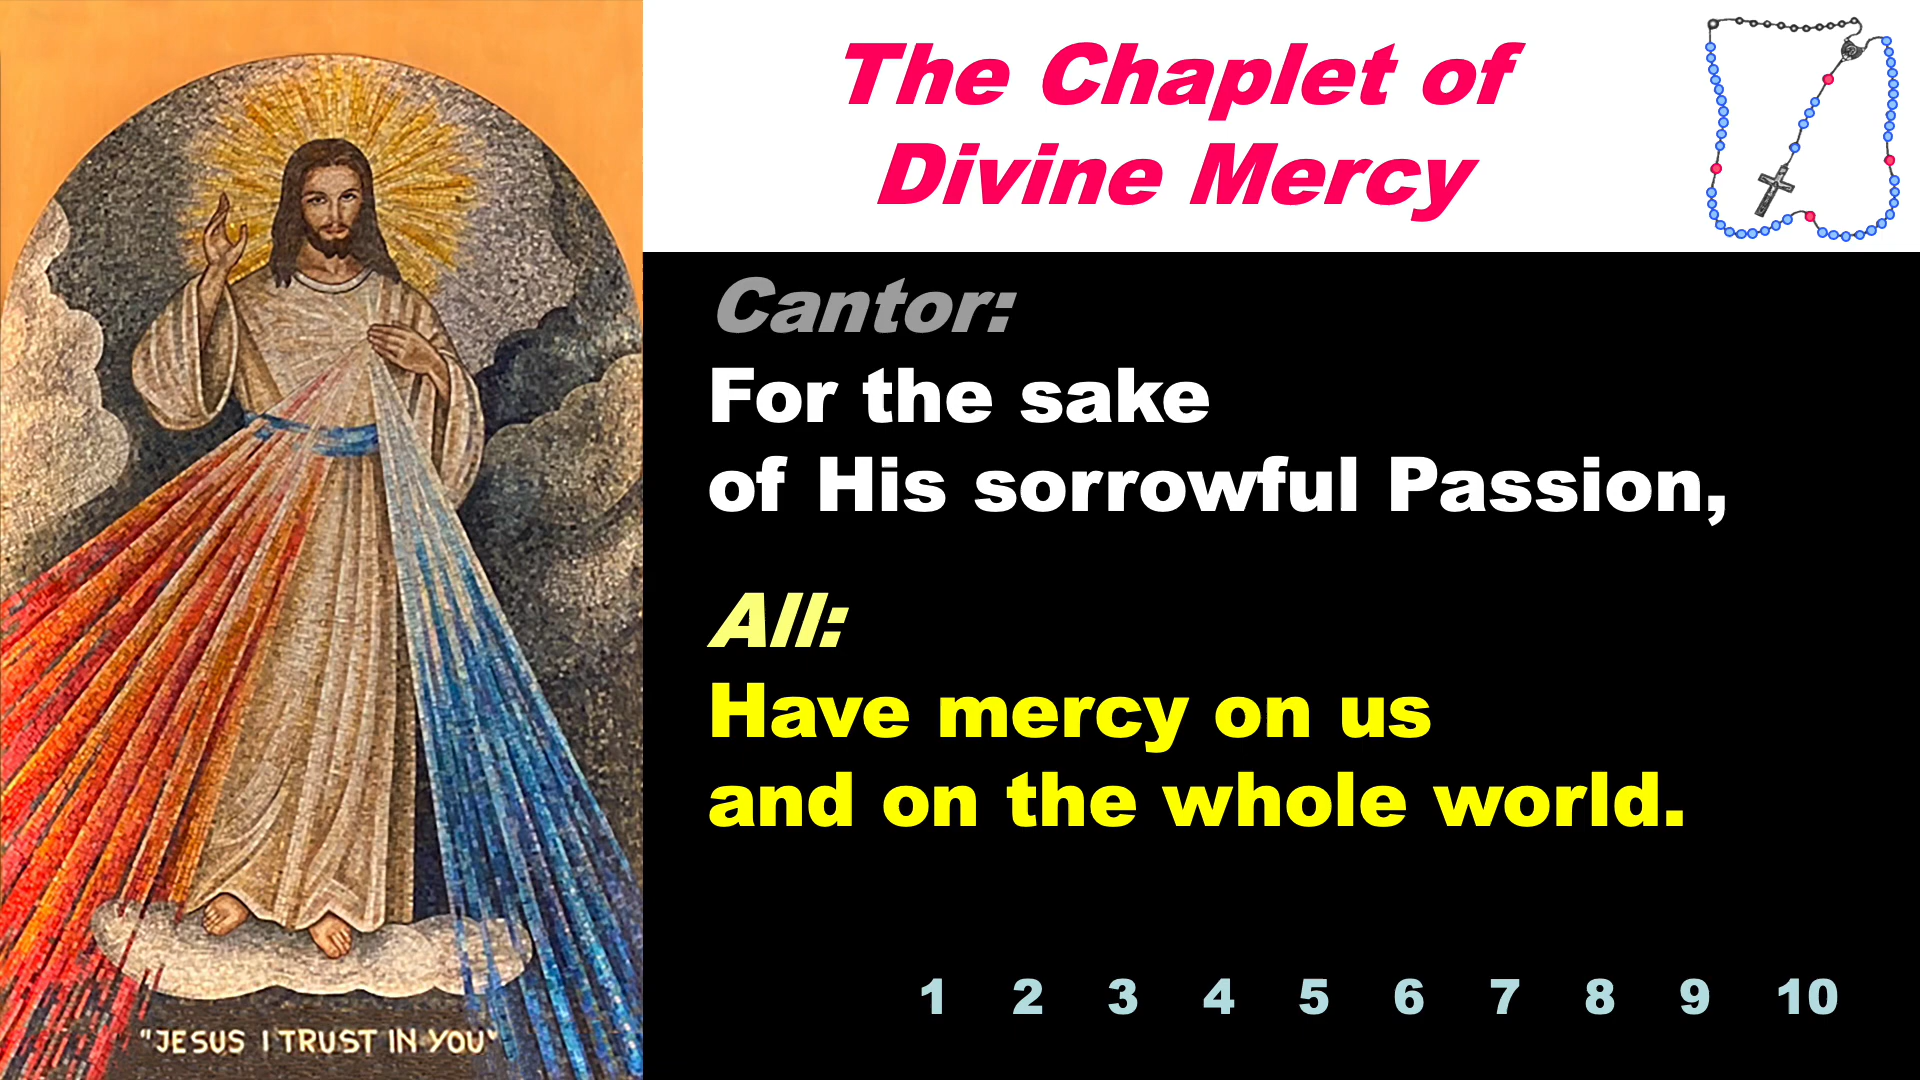 The Chaplet of
Divine Mercy
Cantor:
For the sake
of His sorrowful Passion,
All:
Have mercy on us
and on the whole world.
1 2 3 4 5 6 7 8 9 10
"JESUS I TRUST IN YOU"